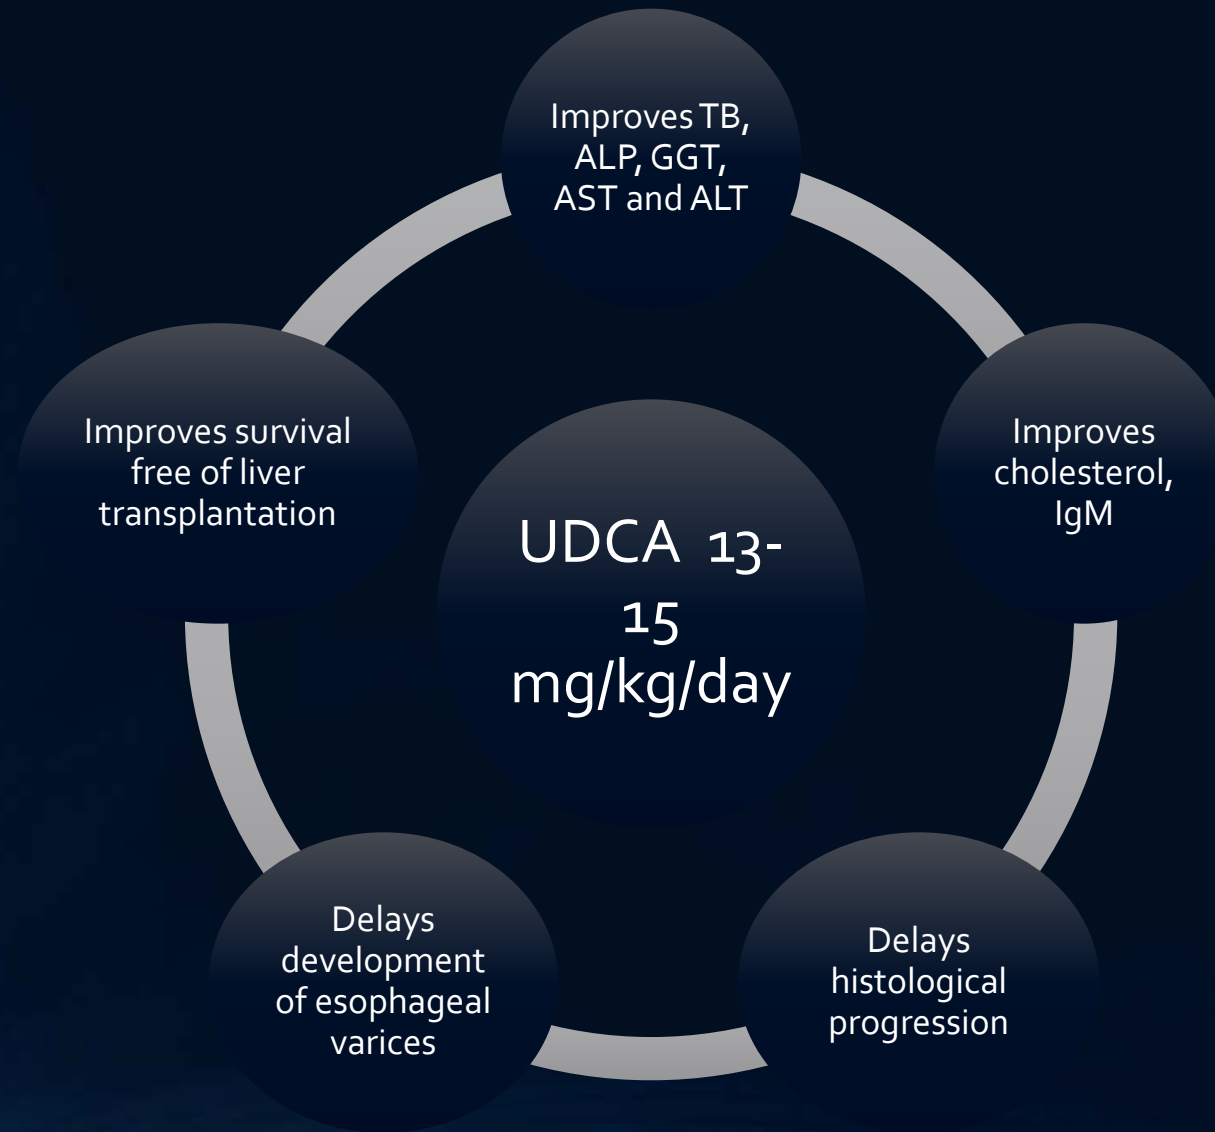 Improves TB,
ALP, GGT,
AST and ALT
Improves survival
free of liver
transplantation
Improves
cholesterol,
IgM
UDCA 13-
15
mg/kg/day
Delays
development
of esophageal
varices
Delays
histological
progression